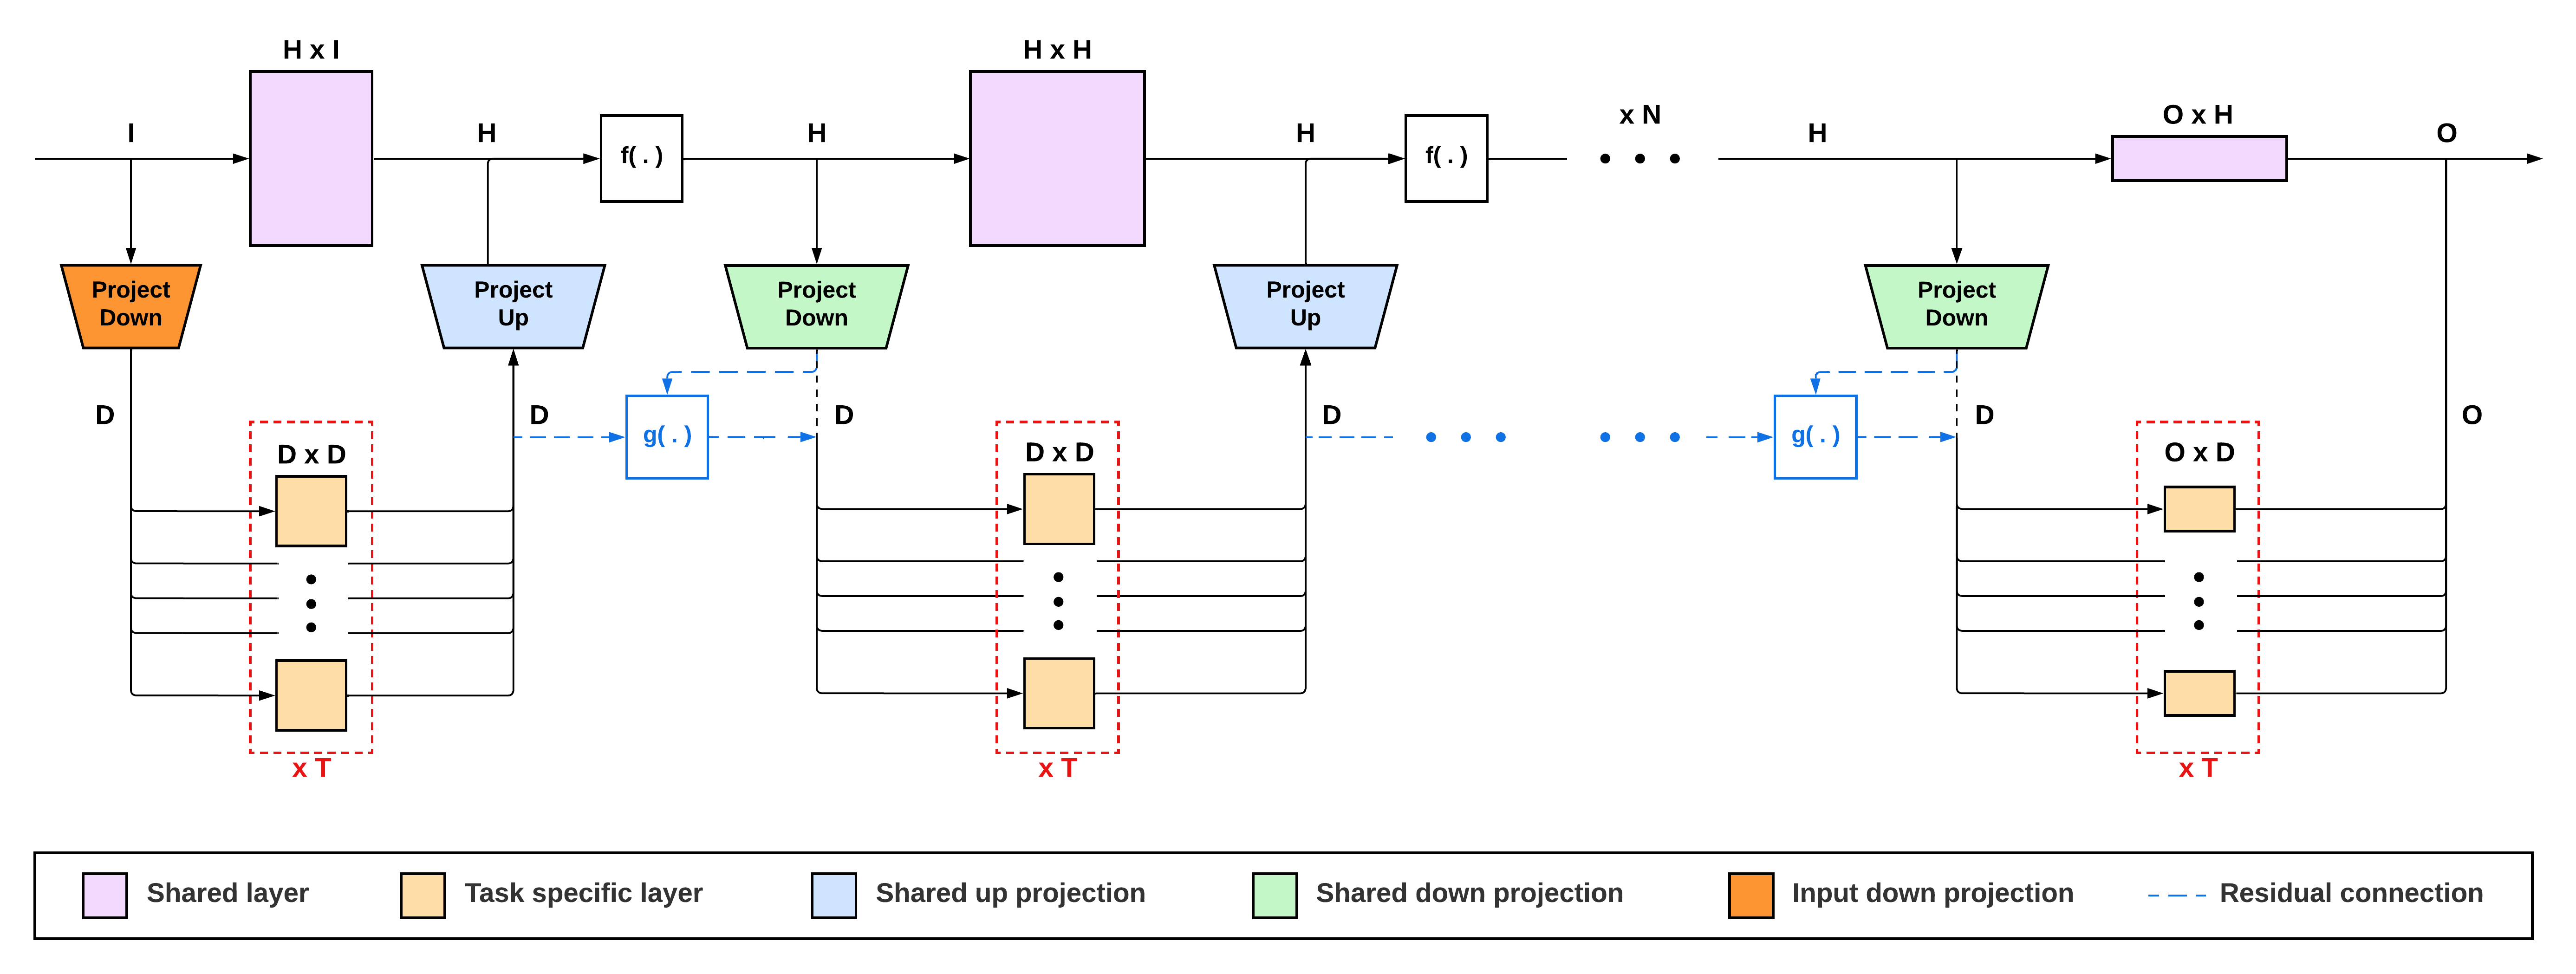 H x I
H x H
x N
O x H
I
H
f( . )
H
H
f( . )
H
O
Project
Down
Project
Up
Project
Down
Project
Up
Project
Down
D
D
g( . )
D
D
g( . )
D
O
D x D
D x D
O x D
x T
x T
x T
Shared layer
Task specific layer
Shared up projection
Shared down projection
Input down projection
Residual connection